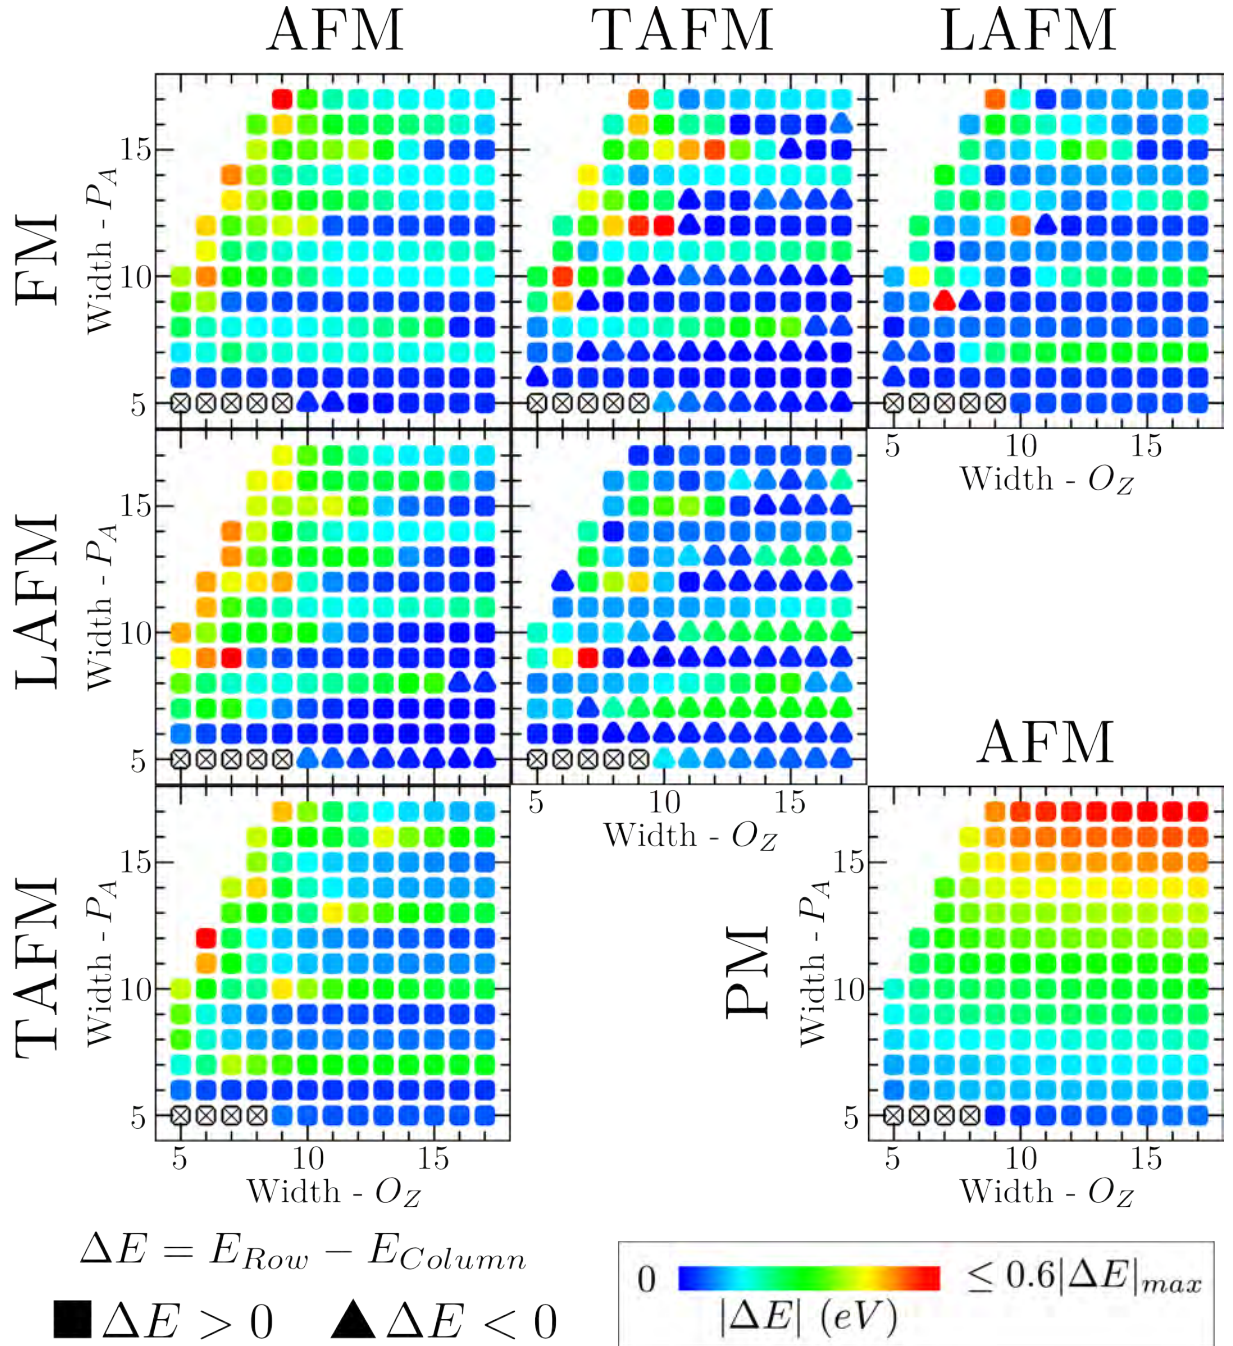 AFM TAFM LAFM
FM
Width - P_A
15
10
5
5 10 15
Width - O_Z
LAFM
Width - P_A
15
10
5
5 10 15
Width - O_Z
AFM
TAFM
Width - P_A
15
10
5
5 10 15
Width - O_Z
PM
Width - P_A
15
10
5
5 10 15
Width - O_Z
ΔE = E_Row − E_Column
ΔE > 0 ΔE < 0
0 ≤ 0.6|ΔE|_max
|ΔE| (eV)